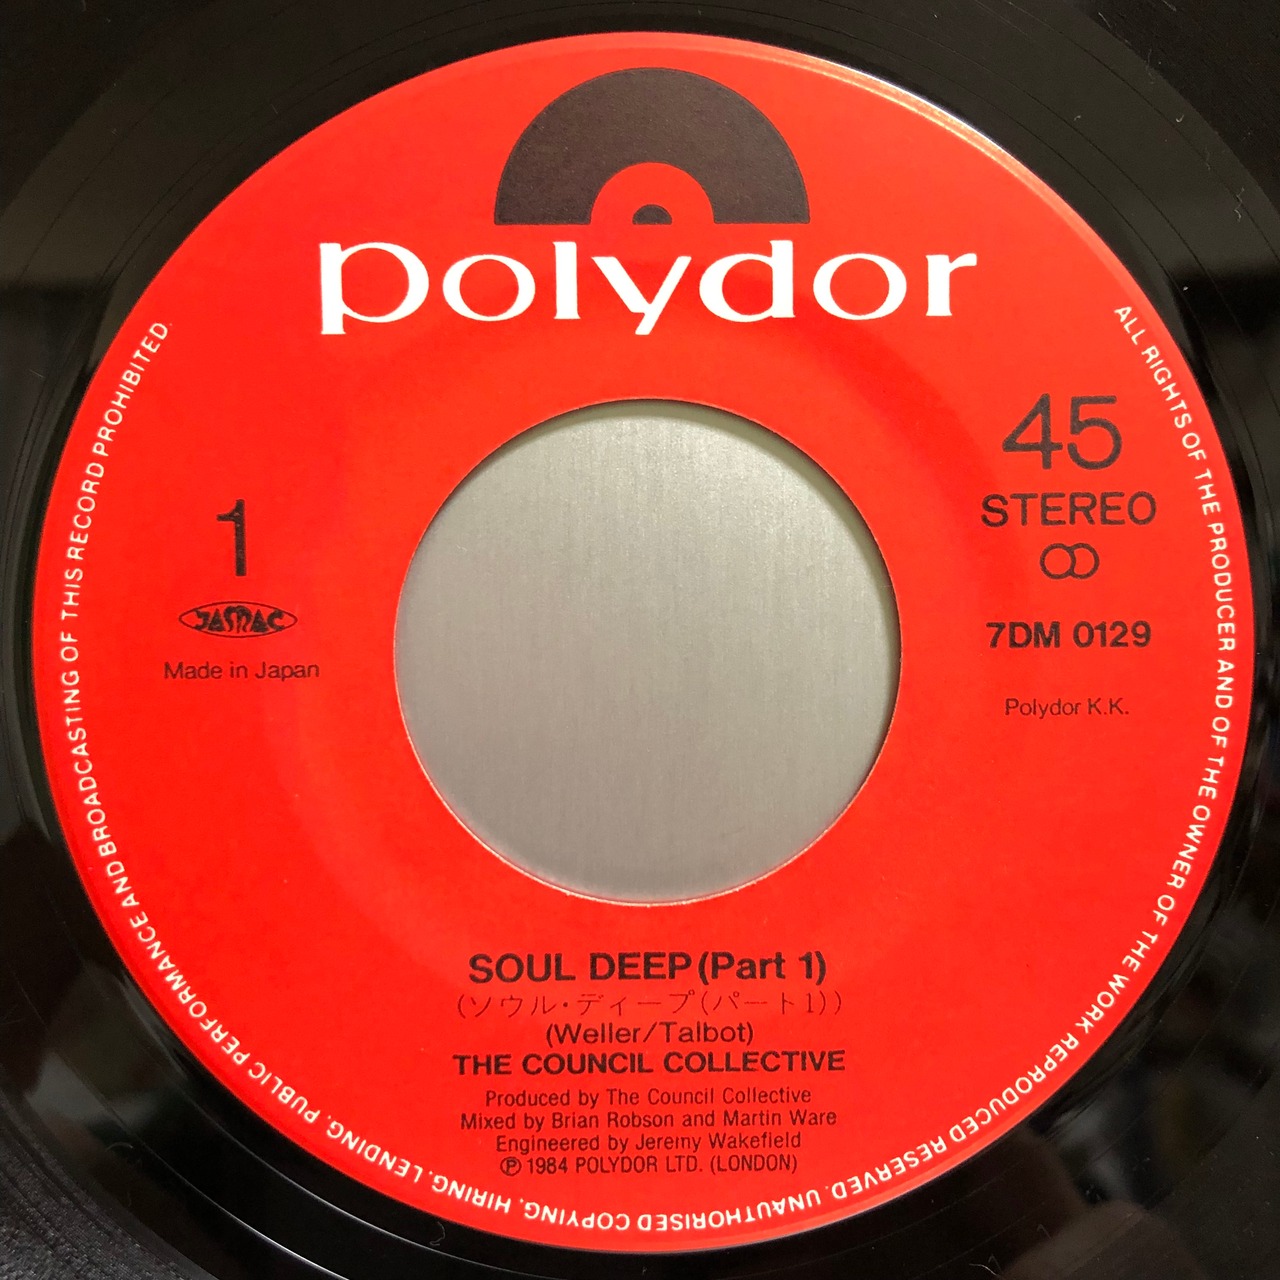 polydor
45
STEREO
7DM 0129
Polydor K.K.
1
JASRAC
Made in Japan
SOUL DEEP (Part 1)
(ソウル・ディープ(パート1))
(Weller/Talbot)
THE COUNCIL COLLECTIVE
Produced by The Council Collective
Mixed by Brian Robson and Martin Ware
Engineered by Jeremy Wakefield
℗ 1984 POLYDOR LTD. (LONDON)
ALL RIGHTS OF THE PRODUCER AND OF THE OWNER OF THE WORK REPRODUCED RESERVED. UNAUTHORISED COPYING, HIRING, LENDING, PUBLIC PERFORMANCE AND BROADCASTING OF THIS RECORD PROHIBITED.